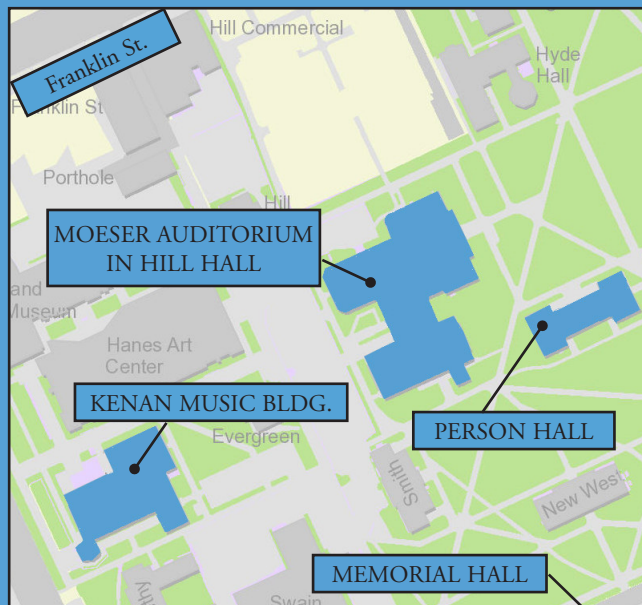 Hill Commercial
Franklin St.
Hyde
Hall
Franklin St
Porthole
Hill
MOESER AUDITORIUM
IN HILL HALL
and
Museum
Hanes Art
Center
KENAN MUSIC BLDG.
PERSON HALL
Evergreen
Smith
New West
MEMORIAL HALL
Swain